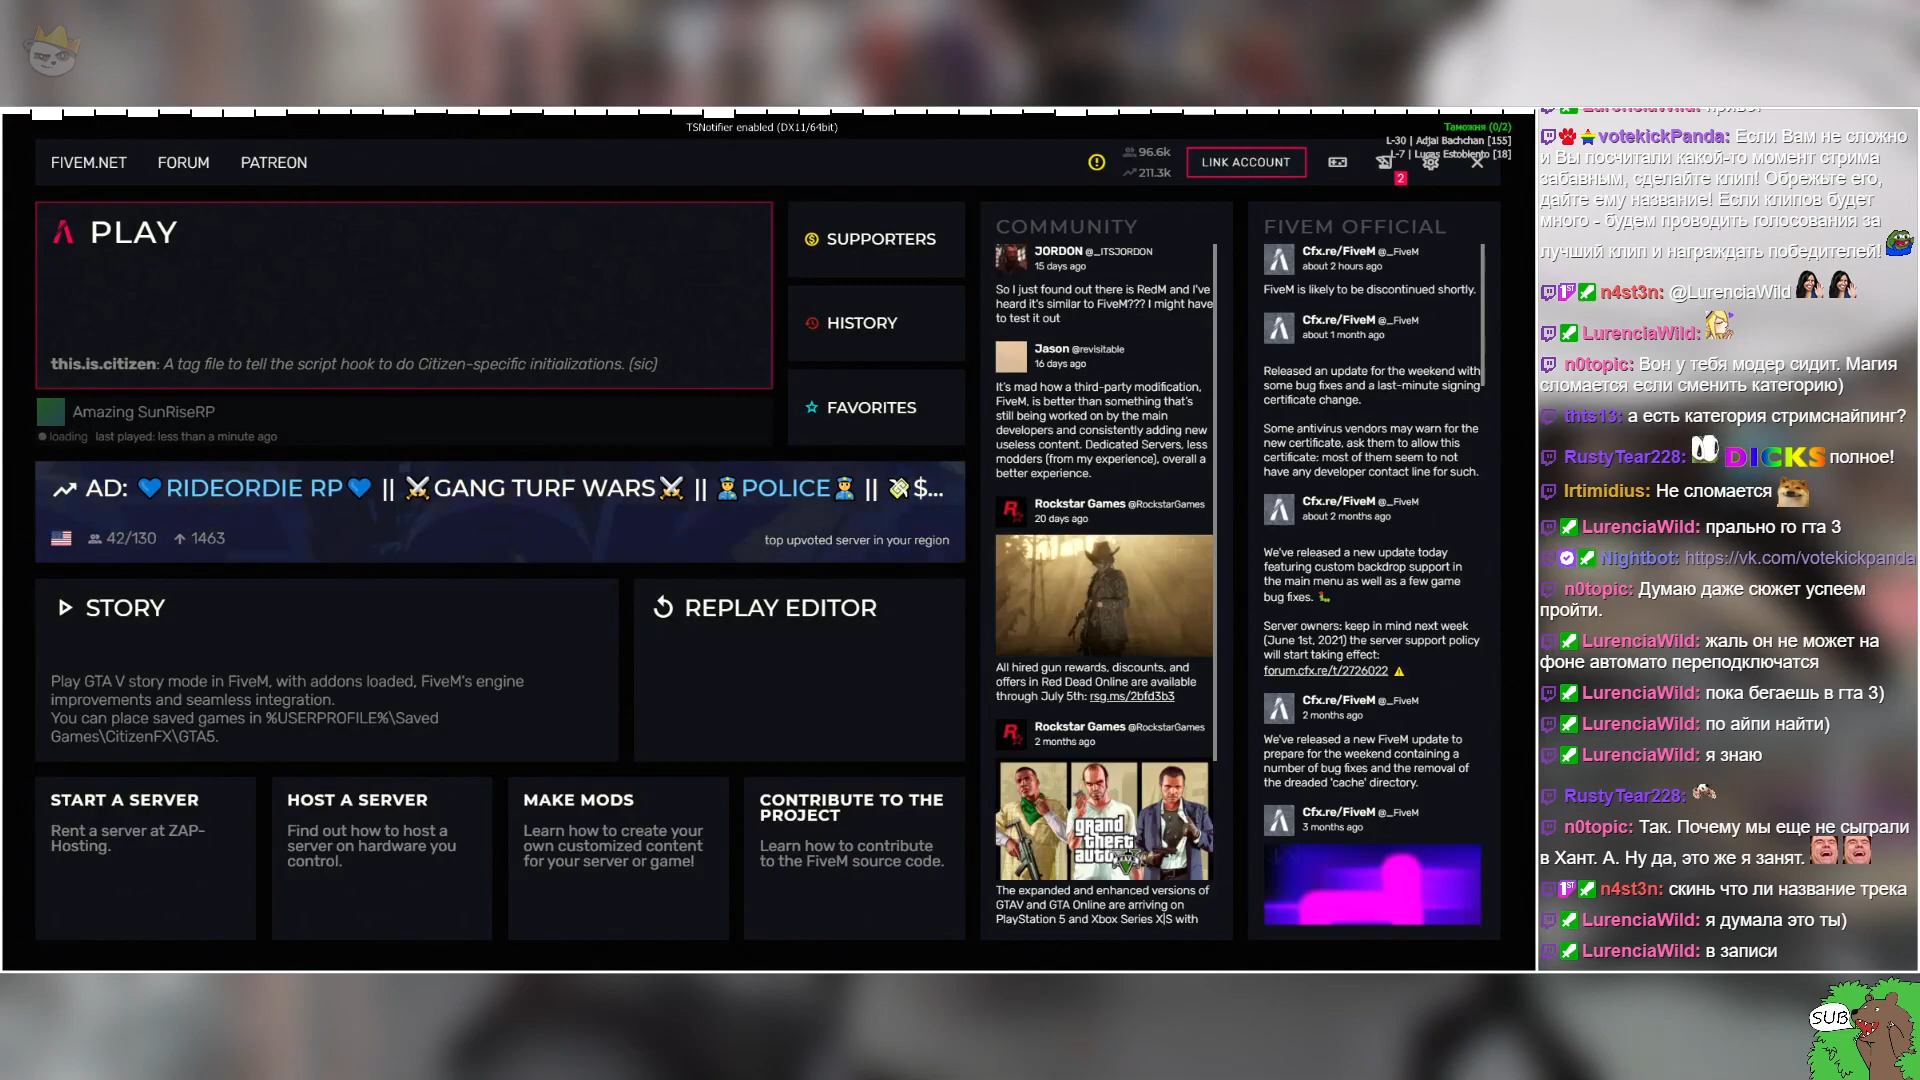 TSNotifier enabled (DX11/64bit)
Таможня (0/2)
L-30 | Adjai Bachchan [155]
L-7 | Lucas Estoblento [18]
FIVEM.NET
FORUM
PATREON
96.6k
211.3k
LINK ACCOUNT
2
PLAY
this.is.citizen: A tag file to tell the script hook to do Citizen-specific initializations. (sic)
Amazing SunRiseRP
loading last played: less than a minute ago
SUPPORTERS
HISTORY
FAVORITES
AD: 💙RIDEORDIE RP💙 || ⚔GANG TURF WARS⚔ || 👮POLICE👮 || 💸$...
42/130 1463
top upvoted server in your region
STORY
Play GTA V story mode in FiveM, with addons loaded, FiveM's engine
improvements and seamless integration.
You can place saved games in %USERPROFILE%\Saved
Games\CitizenFX\GTA5.
REPLAY EDITOR
START A SERVER
Rent a server at ZAP-
Hosting.
HOST A SERVER
Find out how to host a
server on hardware you
control.
MAKE MODS
Learn how to create your
own customized content
for your server or game!
CONTRIBUTE TO THE
PROJECT
Learn how to contribute
to the FiveM source code.
COMMUNITY
JORDON @_ITSJORDON
15 days ago
So I just found out there is RedM and I've
heard it's similar to FiveM??? I might have
to test it out
Jason @revisitable
16 days ago
It's mad how a third-party modification,
FiveM, is better than something that's
still being worked on by the main
developers and consistently adding new
useless content. Dedicated Servers, less
modders (from my experience), overall a
better experience.
Rockstar Games @RockstarGames
20 days ago
All hired gun rewards, discounts, and
offers in Red Dead Online are available
through July 5th: rsg.ms/2bfd3b3
Rockstar Games @RockstarGames
2 months ago
grand
theft
auto
The expanded and enhanced versions of
GTAV and GTA Online are arriving on
PlayStation 5 and Xbox Series X|S with
FIVEM OFFICIAL
Cfx.re/FiveM @_FiveM
about 2 hours ago
FiveM is likely to be discontinued shortly.
Cfx.re/FiveM @_FiveM
about 1 month ago
Released an update for the weekend with
some bug fixes and a last-minute signing
certificate change.
Some antivirus vendors may warn for the
new certificate, ask them to allow this
certificate: most of them seem to not
have any developer contact line for such.
Cfx.re/FiveM @_FiveM
about 2 months ago
We've released a new update today
featuring custom backdrop support in
the main menu as well as a few game
bug fixes. 🐛
Server owners: keep in mind next week
(June 1st, 2021) the server support policy
will start taking effect:
forum.cfx.re/t/2726022 ⚠
Cfx.re/FiveM @_FiveM
2 months ago
We've released a new FiveM update to
prepare for the weekend containing a
number of bug fixes and the removal of
the dreaded 'cache' directory.
Cfx.re/FiveM @_FiveM
3 months ago
LurenciaWild: привет
votekickPanda: Если Вам не сложно
и Вы посчитали какой-то момент стрима
забавным, сделайте клип! Обрежьте его,
дайте ему название! Если клипов будет
много - будем проводить голосования за
лучший клип и награждать победителей!
1ST n4st3n: @LurenciaWild
LurenciaWild:
n0topic: Вон у тебя модер сидит. Магия
сломается если сменить категорию)
thts13: а есть категория стримснайпинг?
RustyTear228: DICKS полное!
Irtimidius: Не сломается
LurenciaWild: прально го гта 3
Nightbot: https://vk.com/votekickpanda
n0topic: Думаю даже сюжет успеем
пройти.
LurenciaWild: жаль он не может на
фоне автомато переподключатся
LurenciaWild: пока бегаешь в гта 3)
LurenciaWild: по айпи найти)
LurenciaWild: я знаю
RustyTear228:
n0topic: Так. Почему мы еще не сыграли
в Хант. А. Ну да, это же я занят.
1ST n4st3n: скинь что ли название трека
LurenciaWild: я думала это ты)
LurenciaWild: в записи
SUB